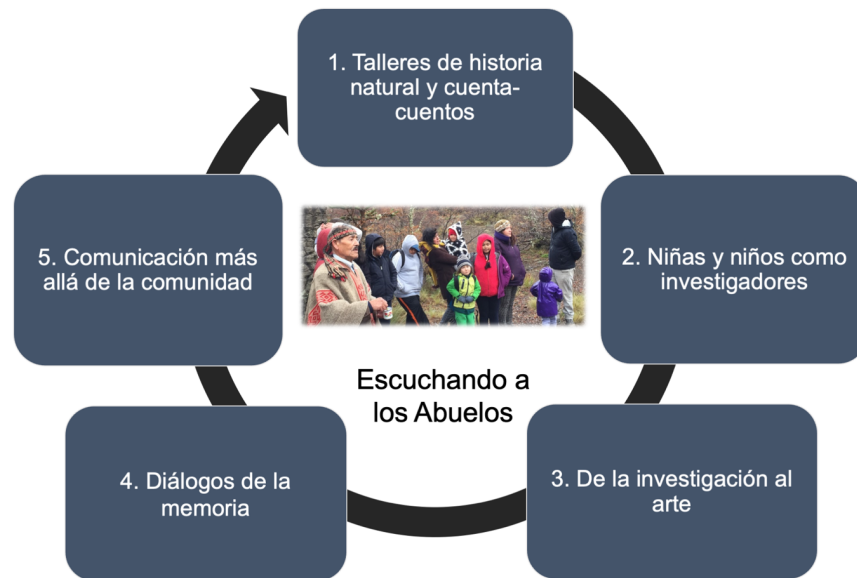 1. Talleres de historia
natural y cuenta-
cuentos
2. Niñas y niños como
investigadores
3. De la investigación al
arte
4. Diálogos de la
memoria
5. Comunicación más
allá de la comunidad
Escuchando a
los Abuelos